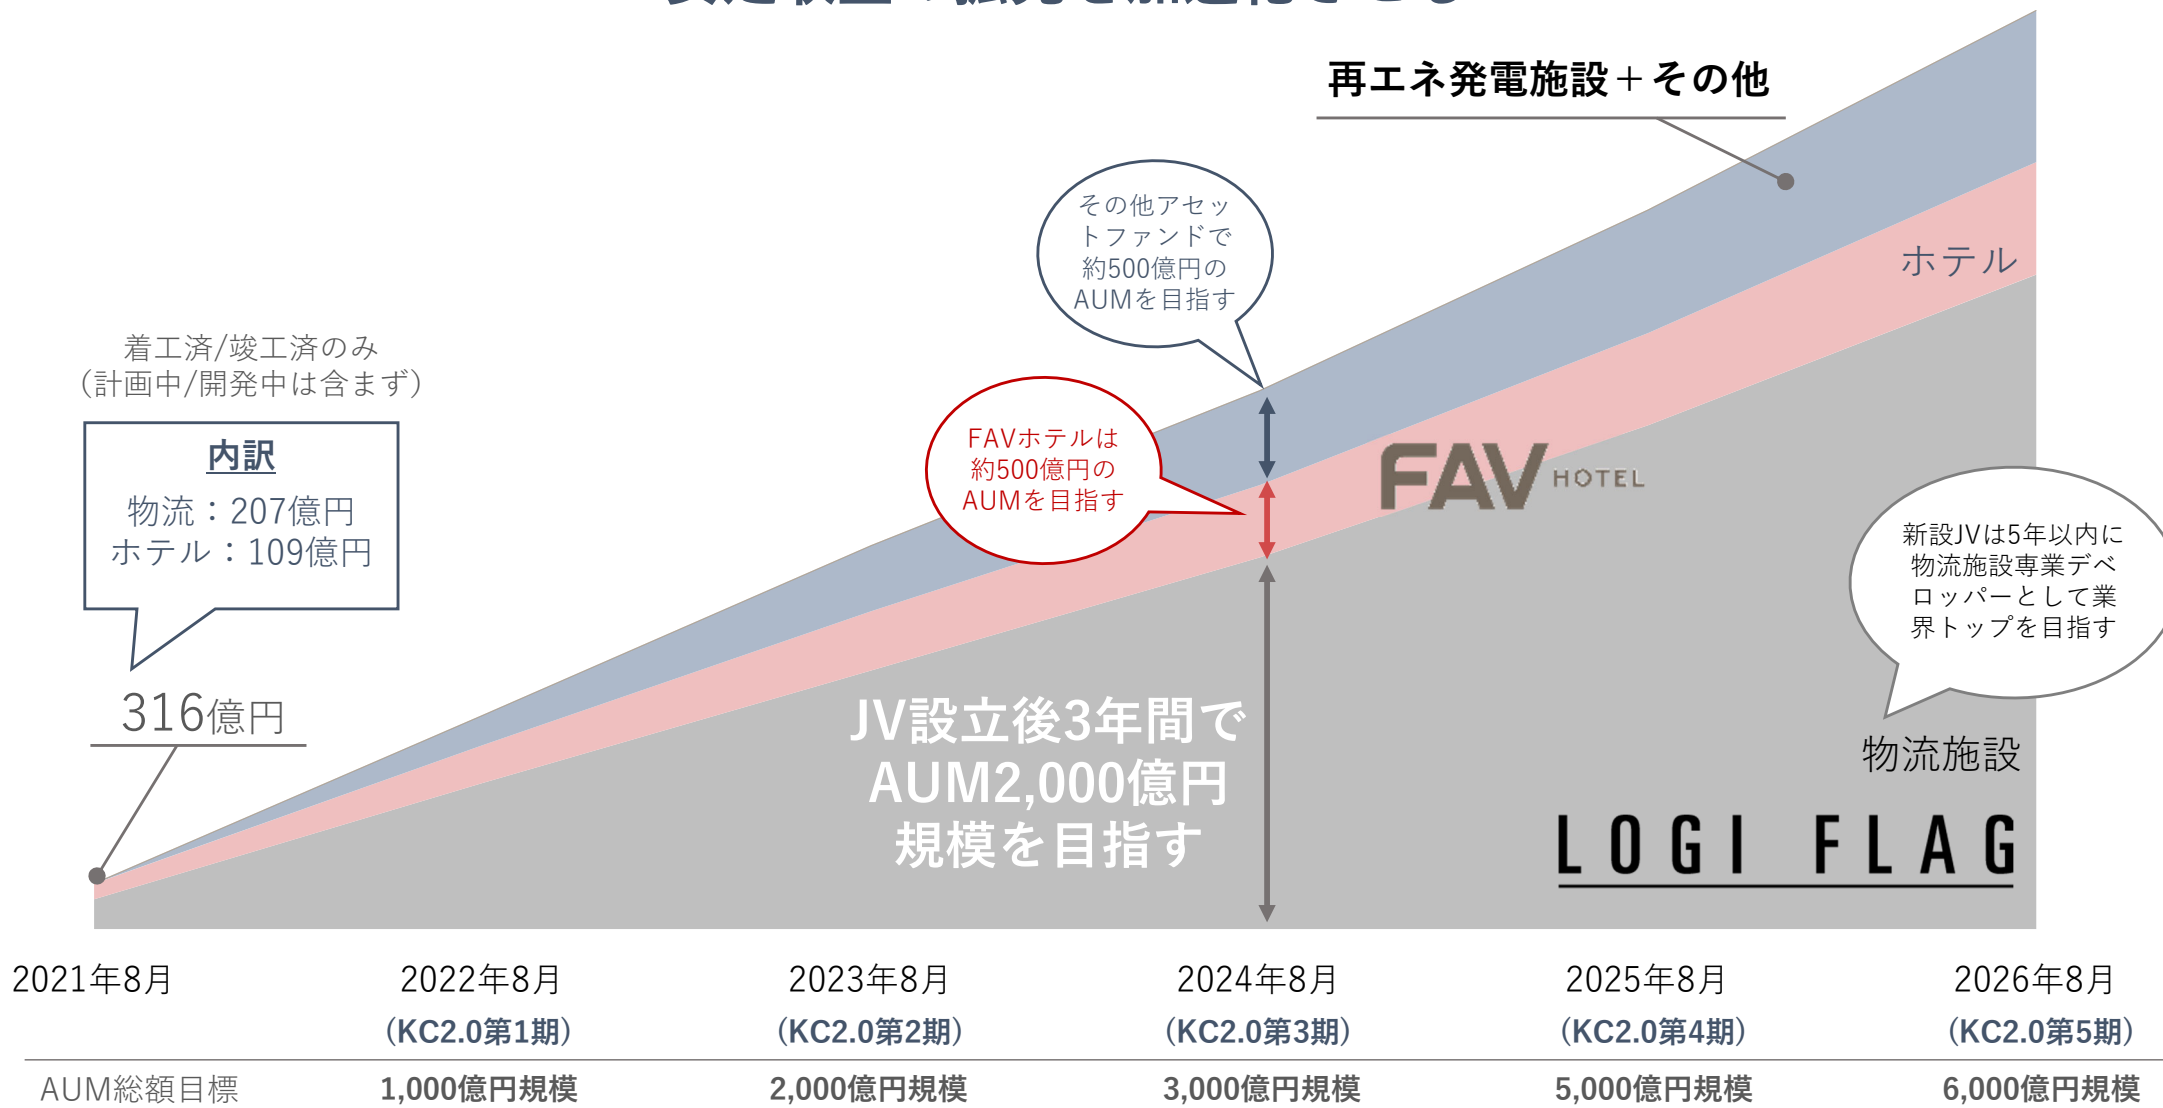 再エネ発電施設＋その他
その他アセッ
トファンドで
約500億円の
AUMを目指す
ホテル
着工済/竣工済のみ
（計画中/開発中は含まず）
内訳
物流：207億円
ホテル：109億円
FAVホテルは
約500億円の
AUMを目指す
FAV HOTEL
新設JVは5年以内に
物流施設専業デベ
ロッパーとして業
界トップを目指す
316億円
JV設立後3年間で
AUM2,000億円
規模を目指す
物流施設
LOGI FLAG
2021年8月 2022年8月 2023年8月 2024年8月 2025年8月 2026年8月
（KC2.0第1期） （KC2.0第2期） （KC2.0第3期） （KC2.0第4期） （KC2.0第5期）
AUM総額目標 1,000億円規模 2,000億円規模 3,000億円規模 5,000億円規模 6,000億円規模